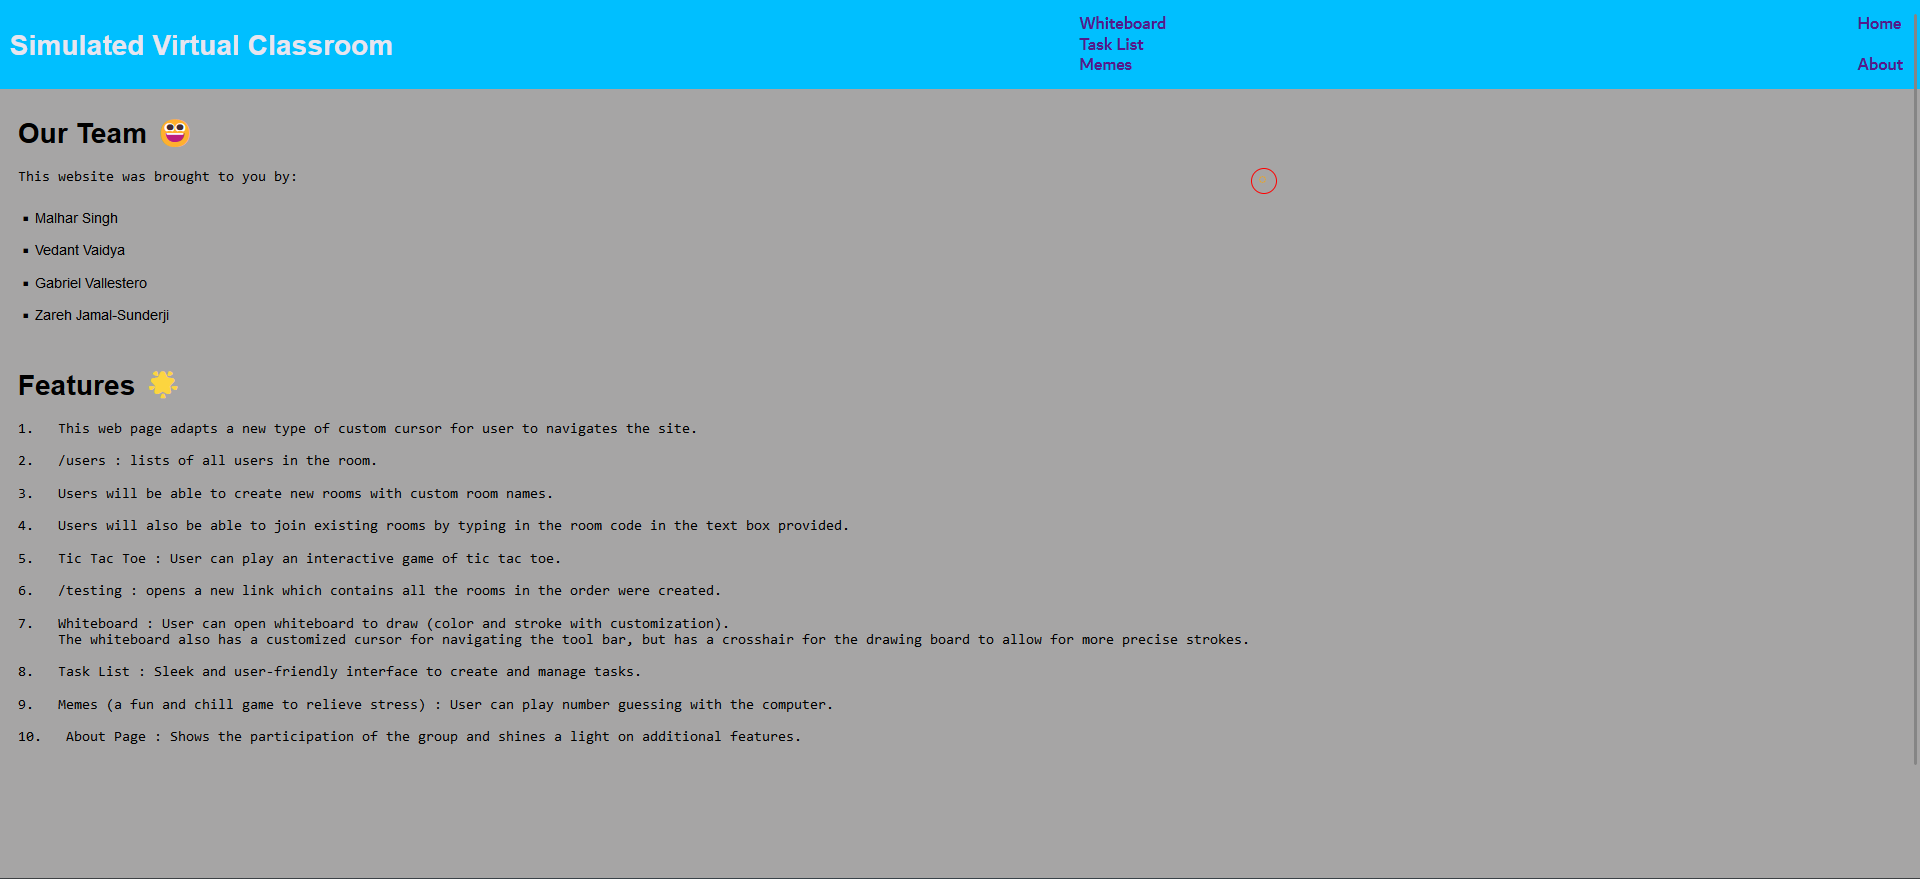 Simulated Virtual Classroom
Whiteboard
Task List
Memes
Home
About
Our Team
This website was brought to you by:
Malhar Singh
Vedant Vaidya
Gabriel Vallestero
Zareh Jamal-Sunderji
Features
1. This web page adapts a new type of custom cursor for user to navigates the site.
2. /users : lists of all users in the room.
3. Users will be able to create new rooms with custom room names.
4. Users will also be able to join existing rooms by typing in the room code in the text box provided.
5. Tic Tac Toe : User can play an interactive game of tic tac toe.
6. /testing : opens a new link which contains all the rooms in the order were created.
7. Whiteboard : User can open whiteboard to draw (color and stroke with customization).
The whiteboard also has a customized cursor for navigating the tool bar, but has a crosshair for the drawing board to allow for more precise strokes.
8. Task List : Sleek and user-friendly interface to create and manage tasks.
9. Memes (a fun and chill game to relieve stress) : User can play number guessing with the computer.
10. About Page : Shows the participation of the group and shines a light on additional features.